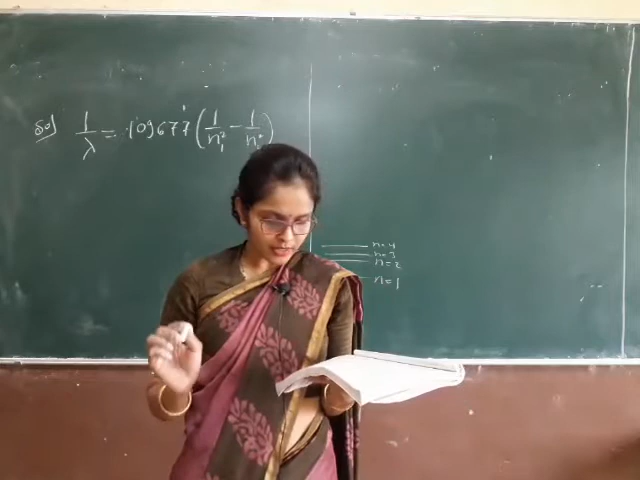 sol 1/λ = 109677 (1/n₁² - 1/n₂²)
n=4
n=3
n=2
n=1